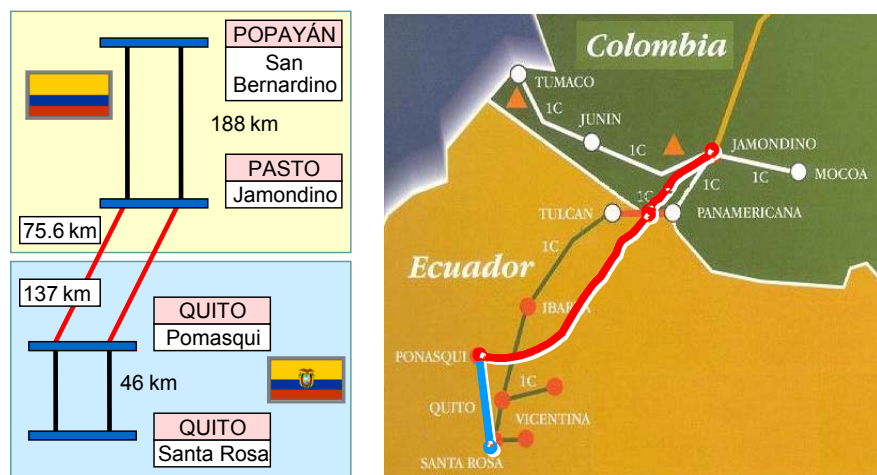 POPAYÁN
San
Bernardino
188 km
PASTO
Jamondino
75.6 km
137 km
QUITO
Pomasqui
46 km
QUITO
Santa Rosa
Colombia
TUMACO
1C
JUNIN
1C
JAMONDINO
1C
1C
MOCOA
1C
TULCAN
PANAMERICANA
1C
Ecuador
IBARRA
PONASQUI
1C
QUITO
VICENTINA
SANTA ROSA